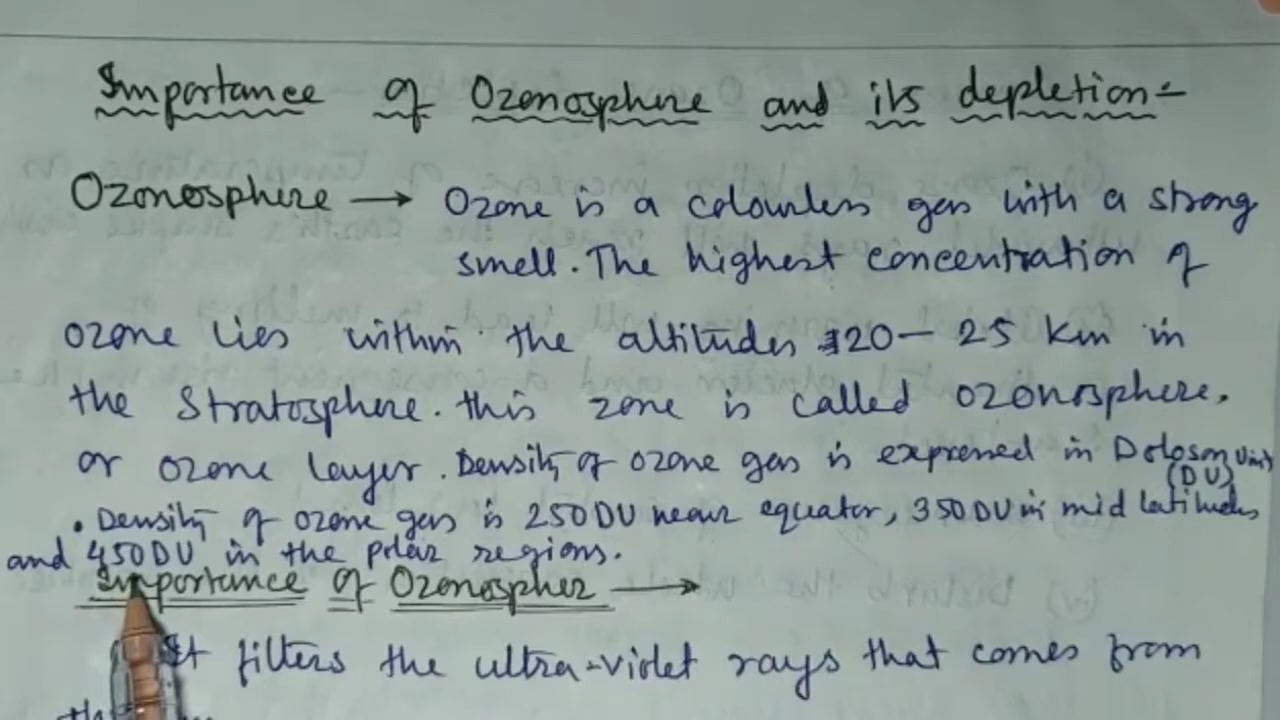 Importance of Ozonosphere and its depletion-
Ozonosphere → Ozone is a colourless gas with a strong
smell. The highest concentration of
ozone lies within the altitudes 20 – 25 km in
the Stratosphere. this zone is called ozonosphere,
or ozone layer. Density of ozone gas is expressed in Doloson Unit
(DU)
• Density of ozone gas is 250DU near equator, 350DU in mid latitudes
and 450DU in the polar regions.
Importance of Ozonospher →
It filters the ultra-violet rays that comes from